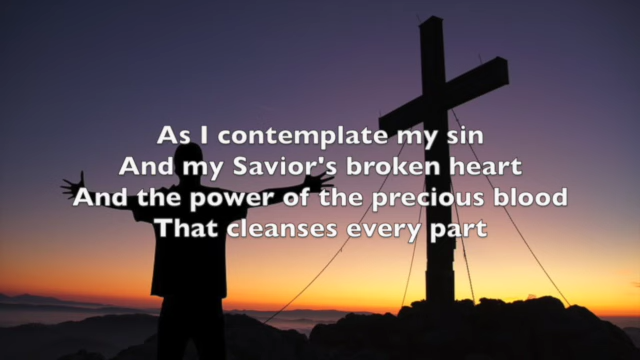 As I contemplate my sin
And my Savior's broken heart
And the power of the precious blood
That cleanses every part